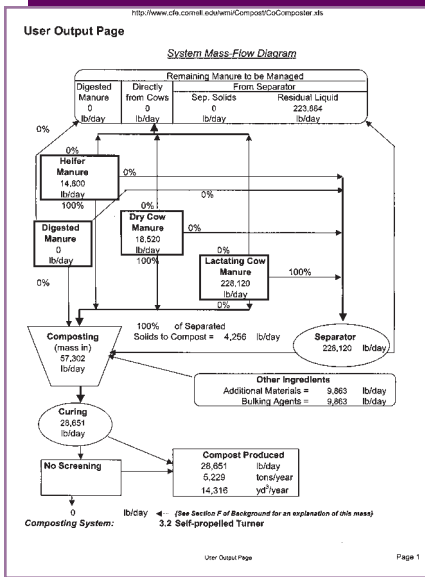 http://www.cfe.cornell.edu/wmi/Compost/CoComposter.xls
User Output Page
System Mass-Flow Diagram
Remaining Manure to be Managed
Digested Manure
0
lb/day
Directly from Cows
0
lb/day
From Separator
Sep. Solids
0
lb/day
Residual Liquid
223,864
lb/day
0%
0%
Heifer
Manure
14,800
lb/day
100%
0%
0%
0%
Dry Cow
Manure
18,520
lb/day
100%
0%
Digested
Manure
0
lb/day
0%
0%
Lactating Cow
Manure
228,120
lb/day
0%
100%
100% of Separated
Solids to Compost = 4,256 lb/day
Composting
(mass in)
57,302
lb/day
Separator
228,120 lb/day
Other Ingredients
Additional Materials = 9,863 lb/day
Bulking Agents = 9,863 lb/day
Curing
28,651
lb/day
No Screening
Compost Produced
28,651 lb/day
5,229 tons/year
14,316 yd³/year
0 lb/day (See Section F of Background for an explanation of this mass)
Composting System: 3.2 Self-propelled Turner
User Output Page
Page 1